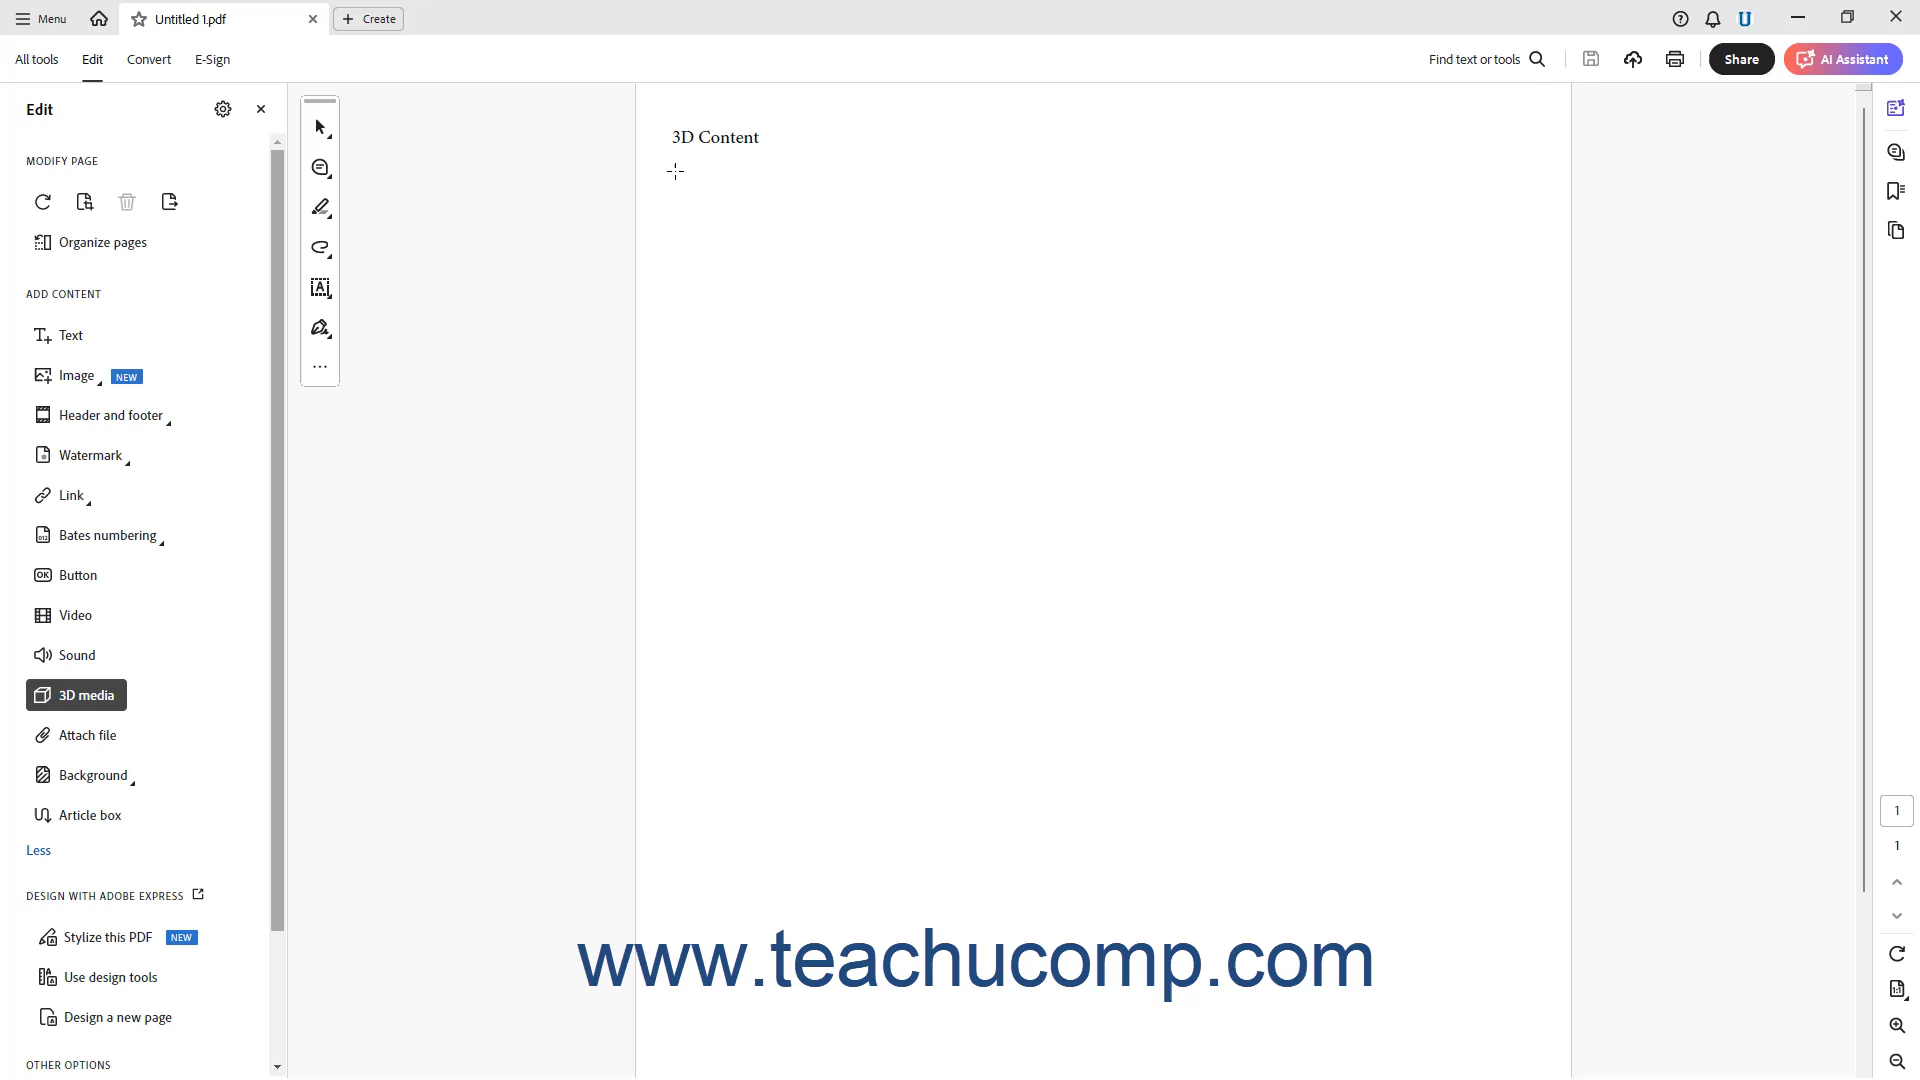 Menu
Untitled 1.pdf
Create
U
All tools
Edit
Convert
E-Sign
Find text or tools
Share
AI Assistant
Edit
MODIFY PAGE
Organize pages
ADD CONTENT
Text
Image NEW
Header and footer
Watermark
Link
Bates numbering
Button
Video
Sound
3D media
Attach file
Background
Article box
Less
DESIGN WITH ADOBE EXPRESS
Stylize this PDF NEW
Use design tools
Design a new page
OTHER OPTIONS
3D Content
www.teachucomp.com
1
1